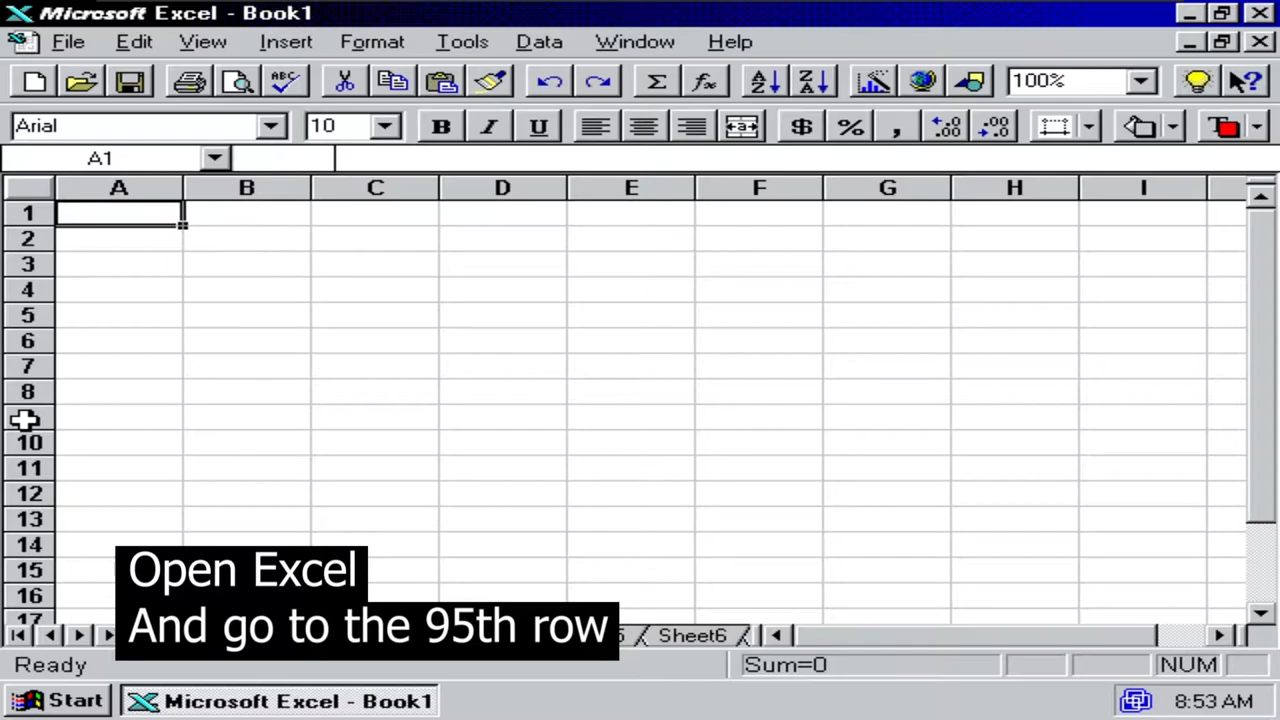 Microsoft Excel - Book1
File Edit View Insert Format Tools Data Window Help
100%
Arial 10 B I U $ % ,
A1
A B C D E F G H I
1
2
3
4
5
6
7
8
10
11
12
13
14
15
16
17
Open Excel
And go to the 95th row
Sheet6
Ready Sum=0 NUM
Start Microsoft Excel - Book1 8:53 AM